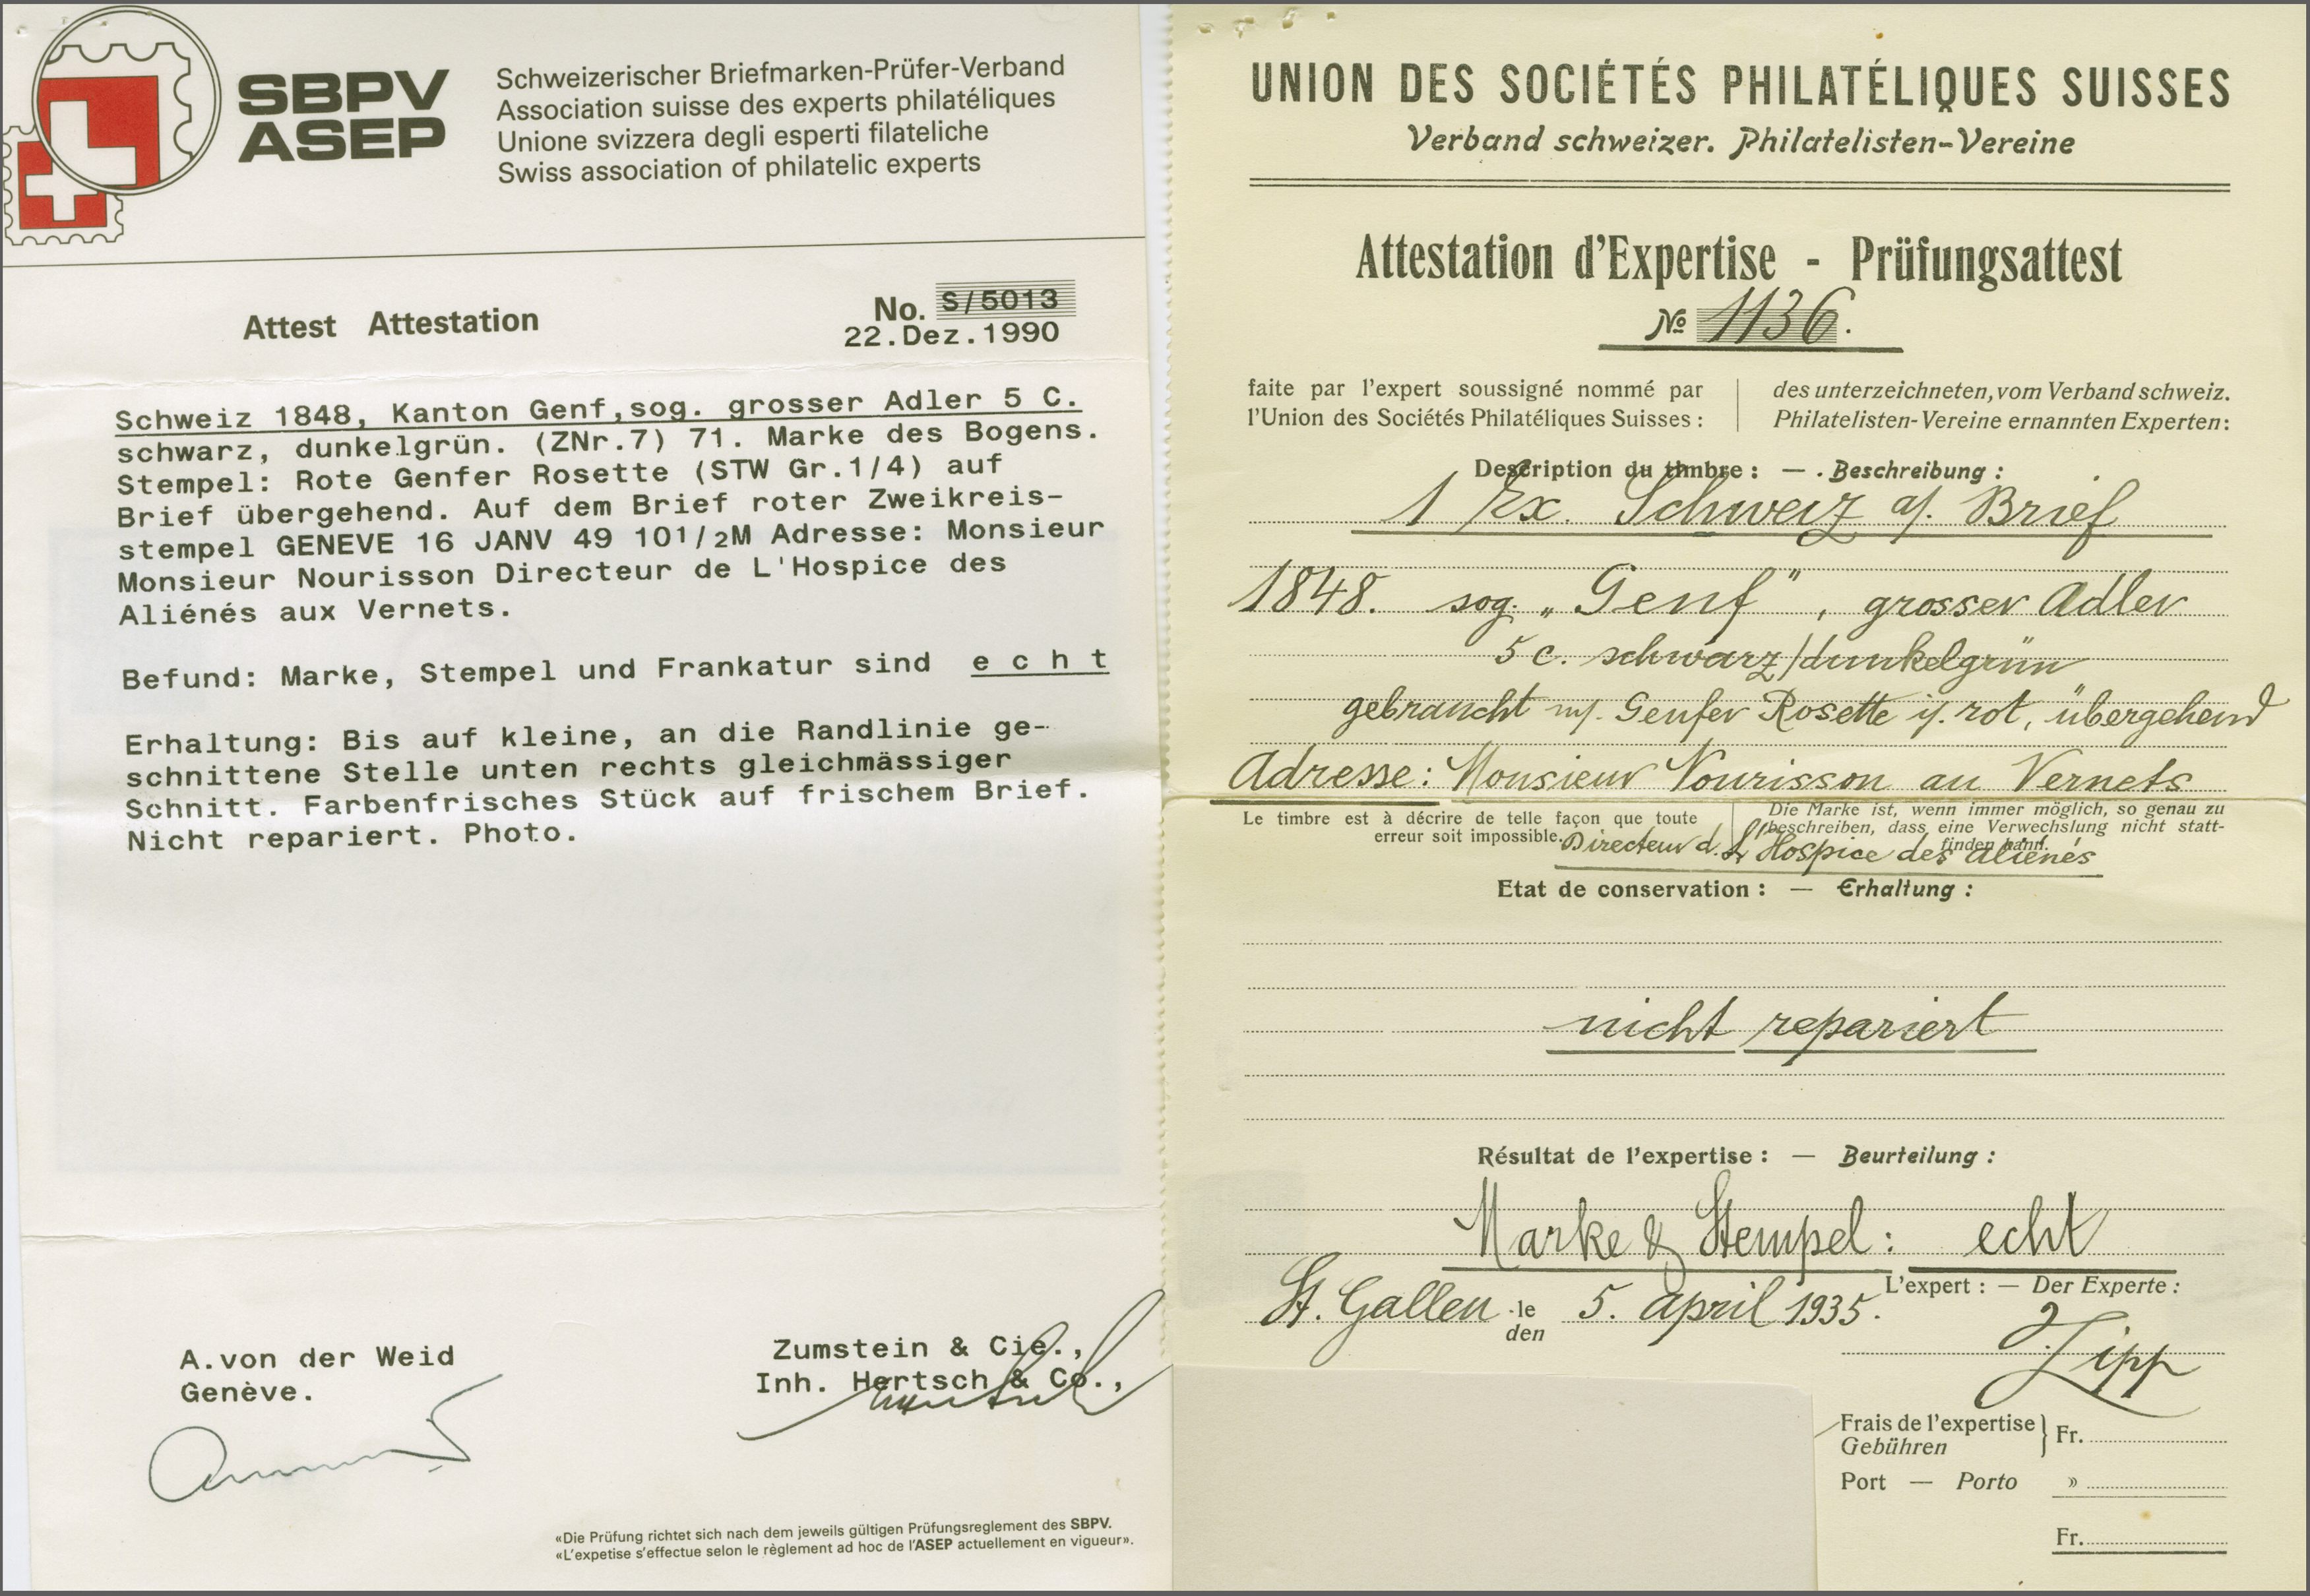 SBPV
ASEP
Schweizerischer Briefmarken-Prüfer-Verband
Association suisse des experts philatéliques
Unione svizzera degli esperti filateliche
Swiss association of philatelic experts
Attest Attestation
No. S/5013
22.Dez.1990
Schweiz 1848, Kanton Genf,sog. grosser Adler 5 C.
schwarz, dunkelgrün. (ZNr.7) 71. Marke des Bogens.
Stempel: Rote Genfer Rosette (STW Gr.1/4) auf
Brief übergehend. Auf dem Brief roter Zweikreis-
stempel GENEVE 16 JANV 49 10 1/2M Adresse: Monsieur
Monsieur Nourisson Directeur de L'Hospice des
Aliénés aux Vernets.
Befund: Marke, Stempel und Frankatur sind e c h t
Erhaltung: Bis auf kleine, an die Randlinie ge-
schnittene Stelle unten rechts gleichmässiger
Schnitt. Farbenfrisches Stück auf frischem Brief.
Nicht repariert. Photo.
A.von der Weid
Genève.
Zumstein & Cie.,
Inh. Hertsch & Co.,
«Die Prüfung richtet sich nach dem jeweils gültigen Prüfungsreglement des SBPV.
«L'expetise s'effectue selon le règlement ad hoc de l'ASEP actuellement en vigueur».
UNION DES SOCIÉTÉS PHILATÉLIQUES SUISSES
Verband schweizer. Philatelisten-Vereine
Attestation d'Expertise - Prüfungsattest
No 1136.
faite par l'expert soussigné nommé par
l'Union des Sociétés Philatéliques Suisses :
des unterzeichneten, vom Verband schweiz.
Philatelisten-Vereine ernannten Experten:
Description du timbre : — . Beschreibung :
1 Ex. Schweiz a/. Brief
1848. sog. „Genf", grosser Adler
5 c. schwarz/dunkelgrün
gebraucht m/. Genfer Rosette i/. rot, übergehend
Adresse: Monsieur Nourisson au Vernets
Le timbre est à décrire de telle façon que toute
erreur soit impossible.
Die Marke ist, wenn immer möglich, so genau zu
beschreiben, dass eine Verwechslung nicht statt-
finden kann.
Directeur d. L'Hospice des aliénés
Etat de conservation : — Erhaltung :
nicht repariert
Résultat de l'expertise : — Beurteilung :
Marke & Stempel: echt
St. Gallen le
den
5. April 1935.
L'expert : — Der Experte :
Zipp
Frais de l'expertise
Gebühren
Fr.
Port — Porto »
Fr.